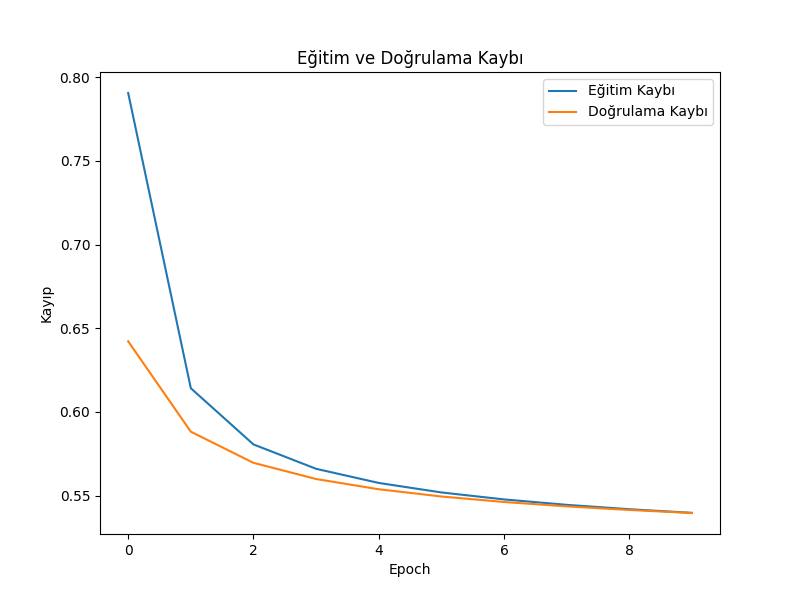 Eğitim ve Doğrulama Kaybı
Eğitim Kaybı
Doğrulama Kaybı
0.80
0.75
0.70
0.65
0.60
0.55
Kayıp
0
2
4
6
8
Epoch